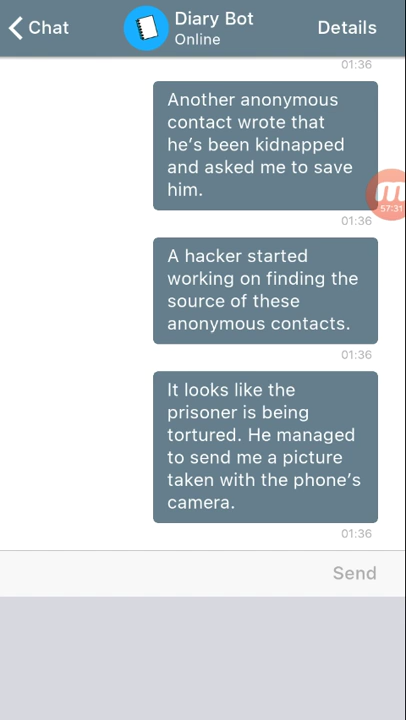 Chat
Diary Bot
Online
Details
01:36
Another anonymous
contact wrote that
he's been kidnapped
and asked me to save
him.
57:31
01:36
A hacker started
working on finding the
source of these
anonymous contacts.
01:36
It looks like the
prisoner is being
tortured. He managed
to send me a picture
taken with the phone's
camera.
01:36
Send